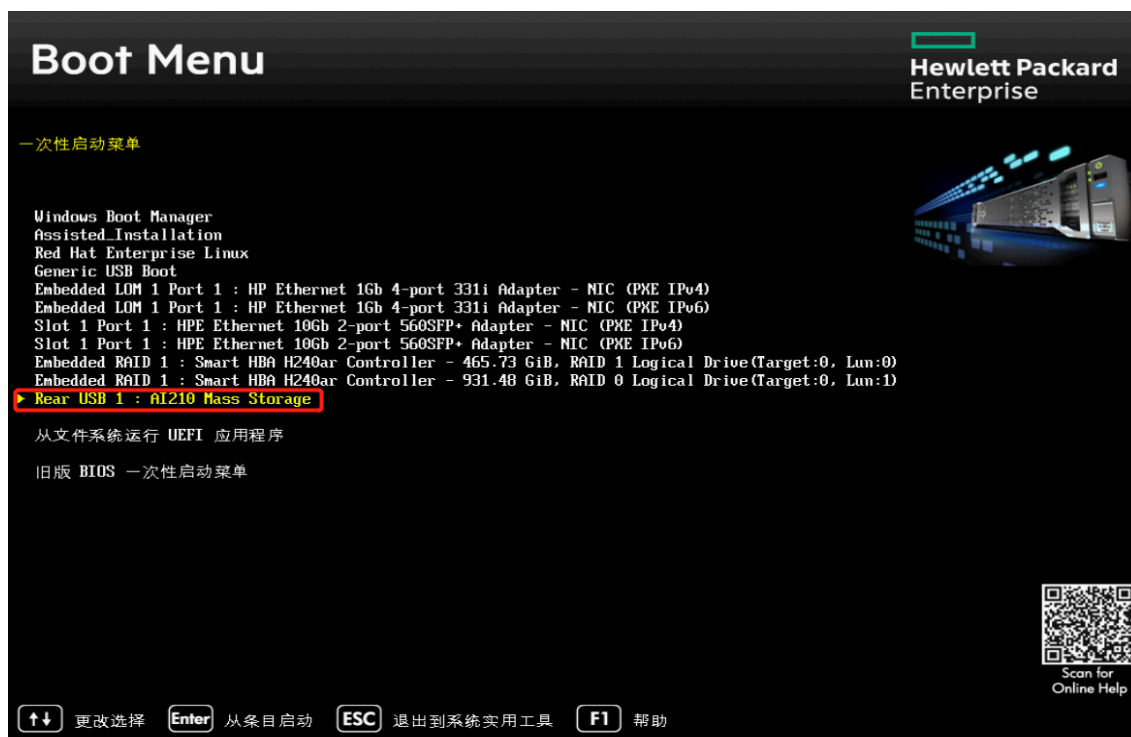 Boot Menu
Hewlett Packard
Enterprise
一次性启动菜单
Windows Boot Manager
Assisted_Installation
Red Hat Enterprise Linux
Generic USB Boot
Embedded LOM 1 Port 1 : HP Ethernet 1Gb 4-port 331i Adapter - NIC (PXE IPv4)
Embedded LOM 1 Port 1 : HP Ethernet 1Gb 4-port 331i Adapter - NIC (PXE IPv6)
Slot 1 Port 1 : HPE Ethernet 10Gb 2-port 560SFP+ Adapter - NIC (PXE IPv4)
Slot 1 Port 1 : HPE Ethernet 10Gb 2-port 560SFP+ Adapter - NIC (PXE IPv6)
Embedded RAID 1 : Smart HBA H240ar Controller - 465.73 GiB, RAID 1 Logical Drive(Target:0, Lun:0)
Embedded RAID 1 : Smart HBA H240ar Controller - 931.48 GiB, RAID 0 Logical Drive(Target:0, Lun:1)
Rear USB 1 : AI210 Mass Storage
从文件系统运行 UEFI 应用程序
旧版 BIOS 一次性启动菜单
Scan for
Online Help
↑↓ 更改选择 Enter 从条目启动 ESC 退出到系统实用工具 F1 帮助